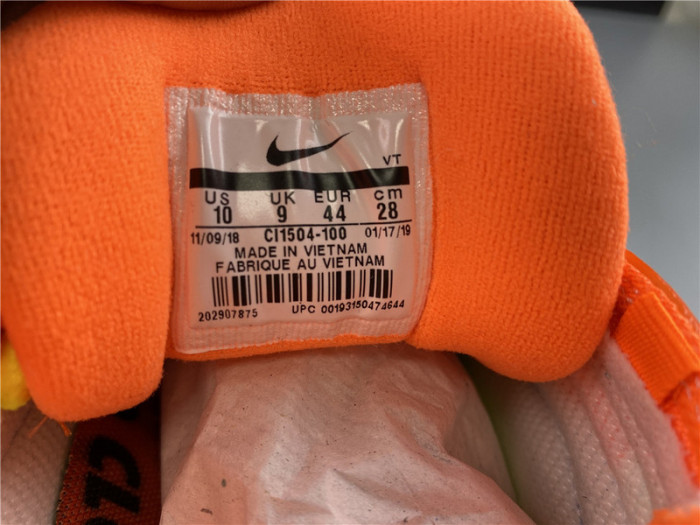 VT
US UK EUR cm
10 9 44 28
11/09/18 CI1504-100 01/17/19
MADE IN VIETNAM
FABRIQUE AU VIETNAM
202907875 UPC 00193150474644